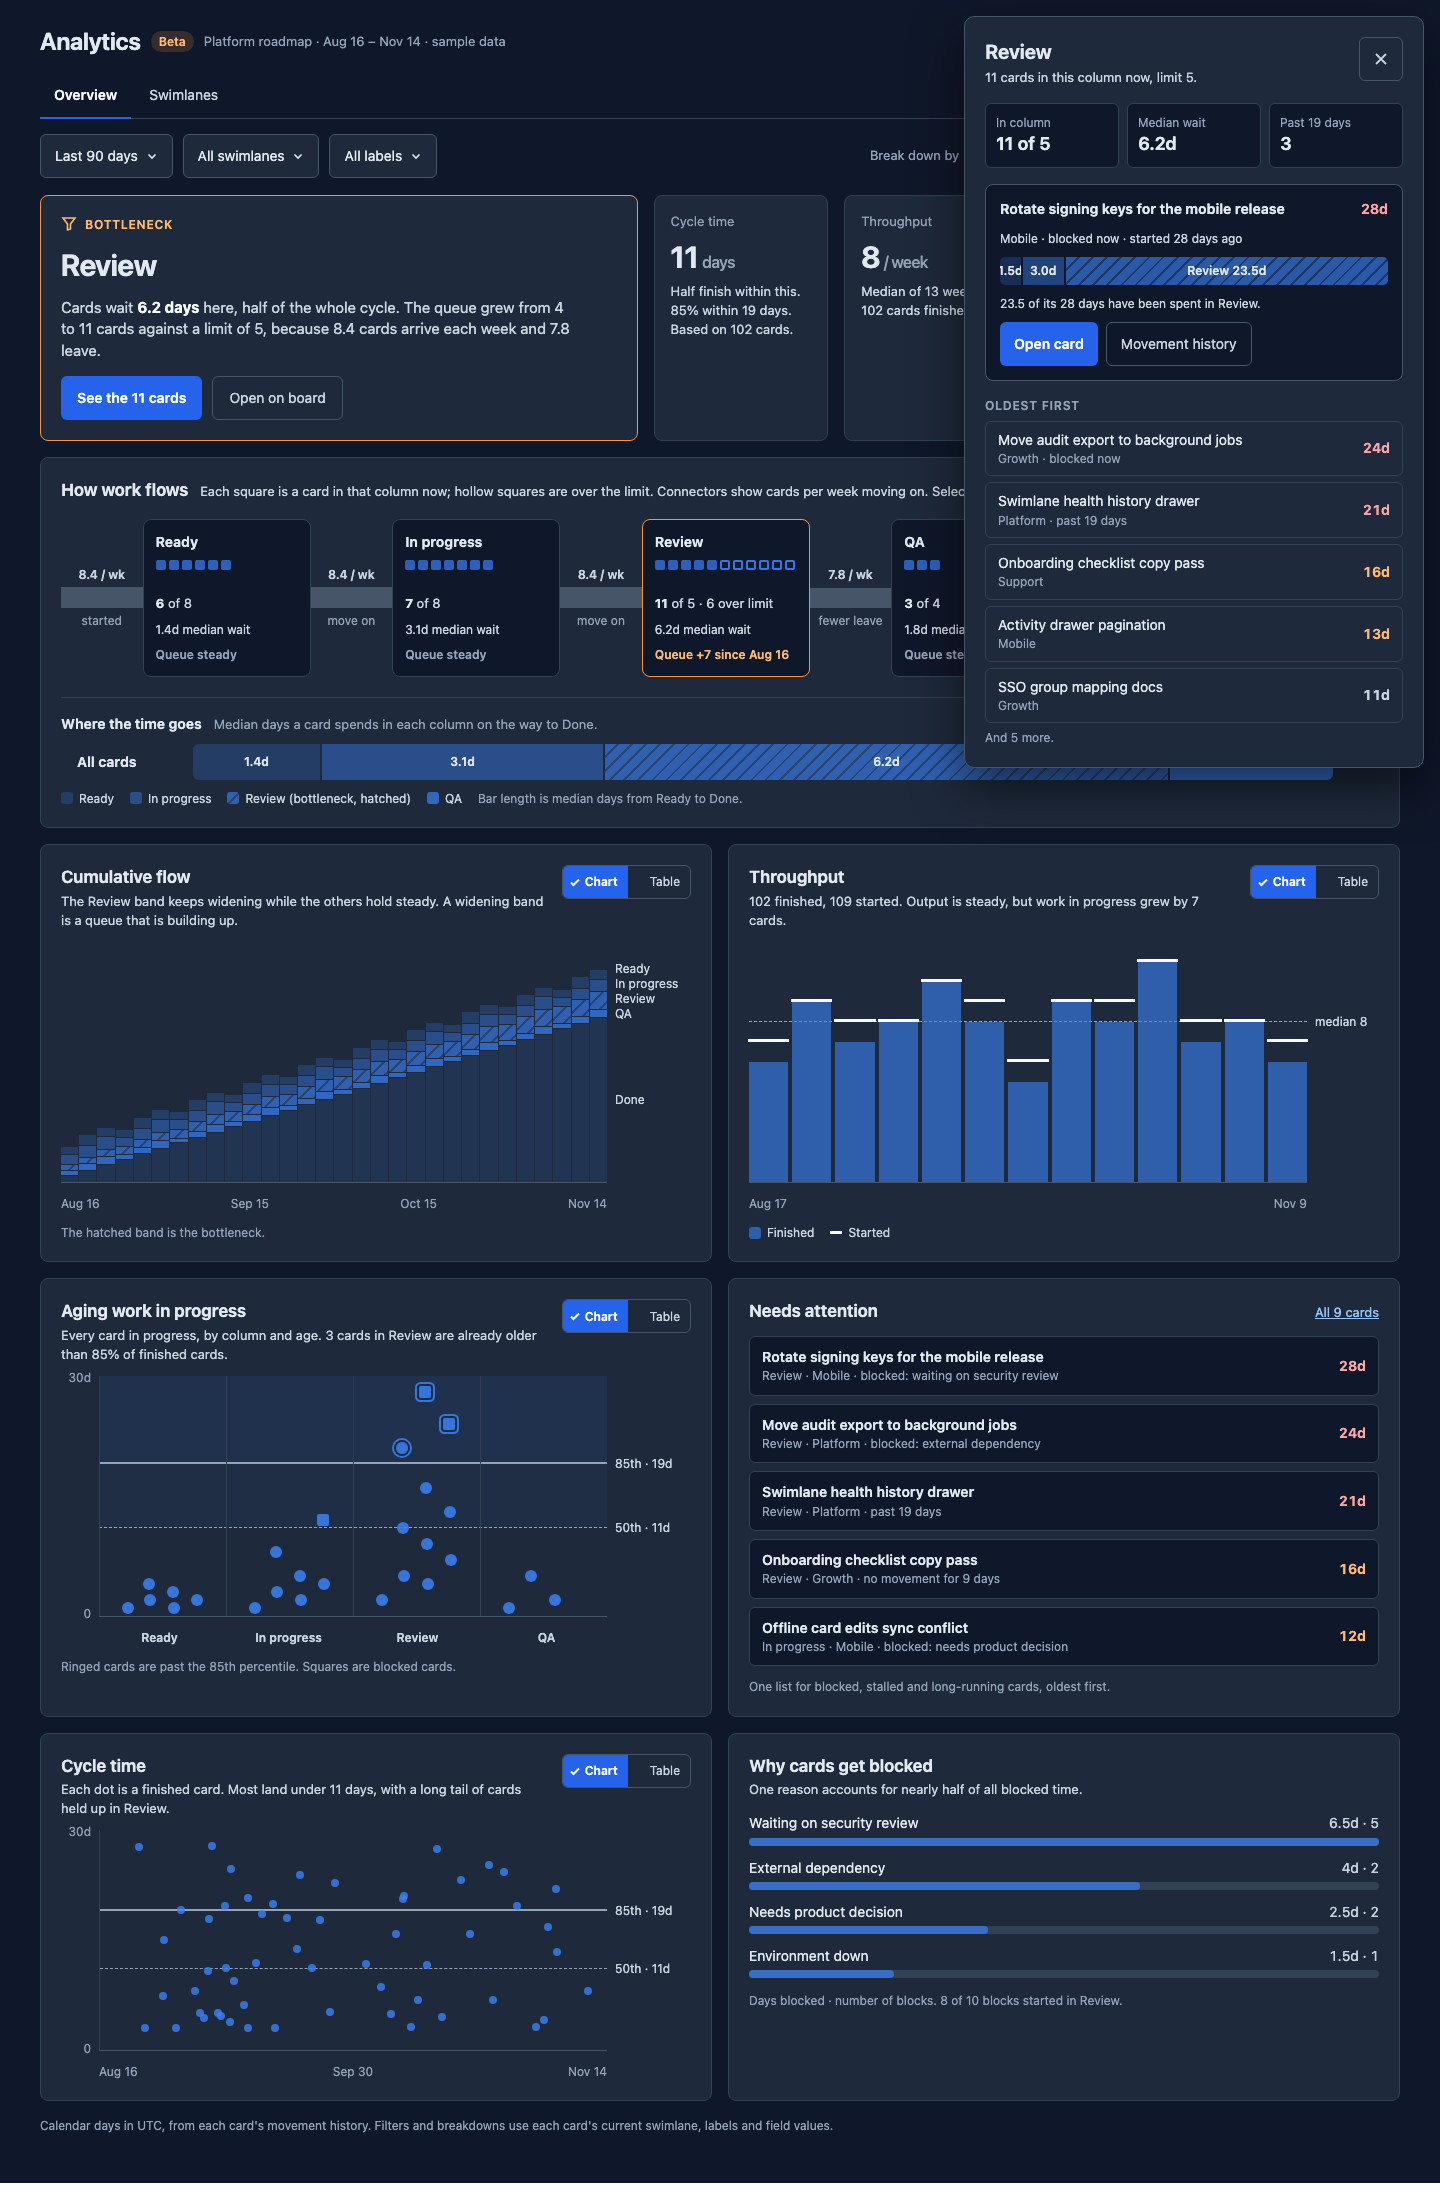 Analytics Beta Platform roadmap · Aug 16 – Nov 14 · sample data
Overview Swimlanes
Last 90 days All swimlanes All labels Break down by
BOTTLENECK
Review
Cards wait 6.2 days here, half of the whole cycle. The queue grew from 4
to 11 cards against a limit of 5, because 8.4 cards arrive each week and 7.8
leave.
See the 11 cards Open on board
Cycle time
11 days
Half finish within this.
85% within 19 days.
Based on 102 cards.
Throughput
8 / week
Median of 13 wee
102 cards finishe
Review
11 cards in this column now, limit 5.
In column
11 of 5
Median wait
6.2d
Past 19 days
3
Rotate signing keys for the mobile release 28d
Mobile · blocked now · started 28 days ago
1.5d 3.0d Review 23.5d
23.5 of its 28 days have been spent in Review.
Open card Movement history
OLDEST FIRST
Move audit export to background jobs 24d
Growth · blocked now
Swimlane health history drawer 21d
Platform · past 19 days
Onboarding checklist copy pass 16d
Support
Activity drawer pagination 13d
Mobile
SSO group mapping docs 11d
Growth
And 5 more.
How work flows Each square is a card in that column now; hollow squares are over the limit. Connectors show cards per week moving on. Selec
8.4 / wk
started
Ready
6 of 8
1.4d median wait
Queue steady
8.4 / wk
move on
In progress
7 of 8
3.1d median wait
Queue steady
8.4 / wk
move on
Review
11 of 5 · 6 over limit
6.2d median wait
Queue +7 since Aug 16
7.8 / wk
fewer leave
QA
3 of 4
1.8d media
Queue ste
Where the time goes Median days a card spends in each column on the way to Done.
All cards 1.4d 3.1d 6.2d
Ready In progress Review (bottleneck, hatched) QA Bar length is median days from Ready to Done.
Cumulative flow
The Review band keeps widening while the others hold steady. A widening band
is a queue that is building up.
Chart Table
Ready
In progress
Review
QA
Done
Aug 16 Sep 15 Oct 15 Nov 14
The hatched band is the bottleneck.
Throughput
102 finished, 109 started. Output is steady, but work in progress grew by 7
cards.
Chart Table
median 8
Aug 17 Nov 9
Finished Started
Aging work in progress
Every card in progress, by column and age. 3 cards in Review are already older
than 85% of finished cards.
Chart Table
30d
85th · 19d
50th · 11d
0
Ready In progress Review QA
Ringed cards are past the 85th percentile. Squares are blocked cards.
Needs attention All 9 cards
Rotate signing keys for the mobile release 28d
Review · Mobile · blocked: waiting on security review
Move audit export to background jobs 24d
Review · Platform · blocked: external dependency
Swimlane health history drawer 21d
Review · Platform · past 19 days
Onboarding checklist copy pass 16d
Review · Growth · no movement for 9 days
Offline card edits sync conflict 12d
In progress · Mobile · blocked: needs product decision
One list for blocked, stalled and long-running cards, oldest first.
Cycle time
Each dot is a finished card. Most land under 11 days, with a long tail of cards
held up in Review.
Chart Table
30d
85th · 19d
50th · 11d
0
Aug 16 Sep 30 Nov 14
Why cards get blocked
One reason accounts for nearly half of all blocked time.
Waiting on security review 6.5d · 5
External dependency 4d · 2
Needs product decision 2.5d · 2
Environment down 1.5d · 1
Days blocked · number of blocks. 8 of 10 blocks started in Review.
Calendar days in UTC, from each card's movement history. Filters and breakdowns use each card's current swimlane, labels and field values.